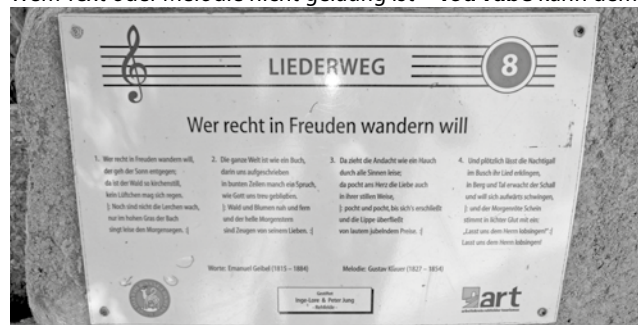 LIEDERWEG
8
Wer recht in Freuden wandern will
1. Wer recht in Freuden wandern will,
der geh der Sonn entgegen;
da ist der Wald so kirchenstill,
kein Lüftchen mag sich regen.
|: Noch sind nicht die Lerchen wach,
nur im hohen Gras der Bach
singt leise den Morgensegen. :|
2. Die ganze Welt ist wie ein Buch,
darin uns aufgeschrieben
in bunten Zeilen manch ein Spruch,
wie Gott uns treu geblieben.
|: Wald und Blumen nah und fern
und der helle Morgenstern
sind Zeugen von seinem Lieben. :|
3. Da zieht die Andacht wie ein Hauch
durch alle Sinnen leise;
da pocht ans Herz die Liebe auch
in ihrer stillen Weise,
|: pocht und pocht, bis sich's erschließt
und die Lippe überfließt
von lautem jubelndem Preise. :|
4. Und plötzlich lässt die Nachtigall
im Busch ihr Lied erklingen,
in Berg und Tal erwacht der Schall
und will sich aufwärts schwingen,
|: und der Morgenröte Schein
stimmt in lichter Glut mit ein:
„Lasst uns dem Herrn lobsingen!" :|
Lasst uns dem Herrn lobsingen!
Worte: Emanuel Geibel (1815 – 1884)
Melodie: Gustav Klauer (1827 – 1854)
Inge-Lore & Peter Jung
art